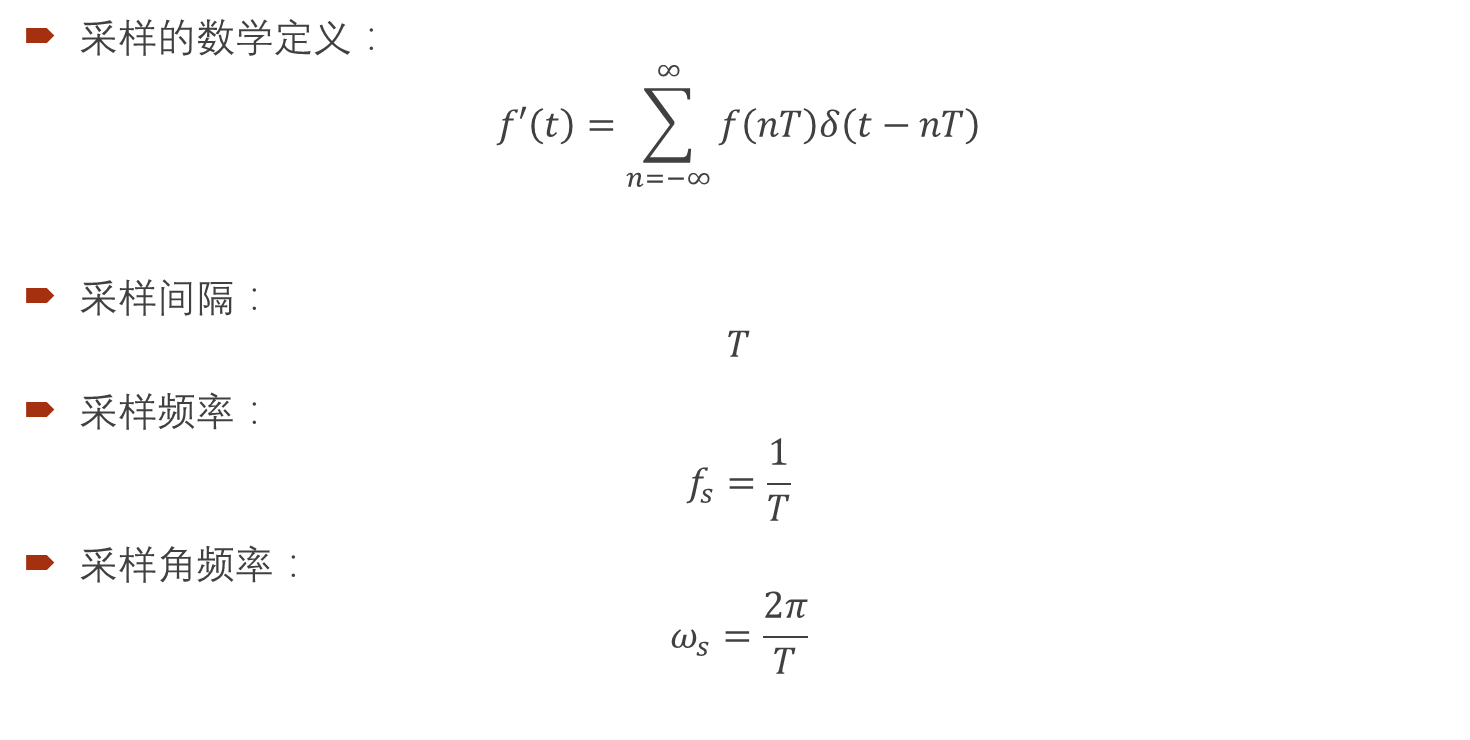 采样的数学定义：
f′(t) = ∑_{n=−∞}^{∞} f(nT)δ(t − nT)
采样间隔：
T
采样频率：
f_s = 1/T
采样角频率：
ω_s = 2π/T